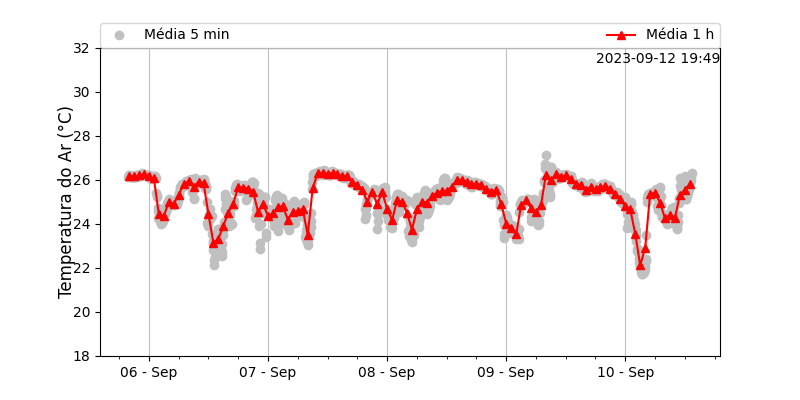 Média 5 min
Média 1 h
2023-09-12 19:49
Temperatura do Ar (°C)
32
30
28
26
24
22
20
18
06 - Sep
07 - Sep
08 - Sep
09 - Sep
10 - Sep